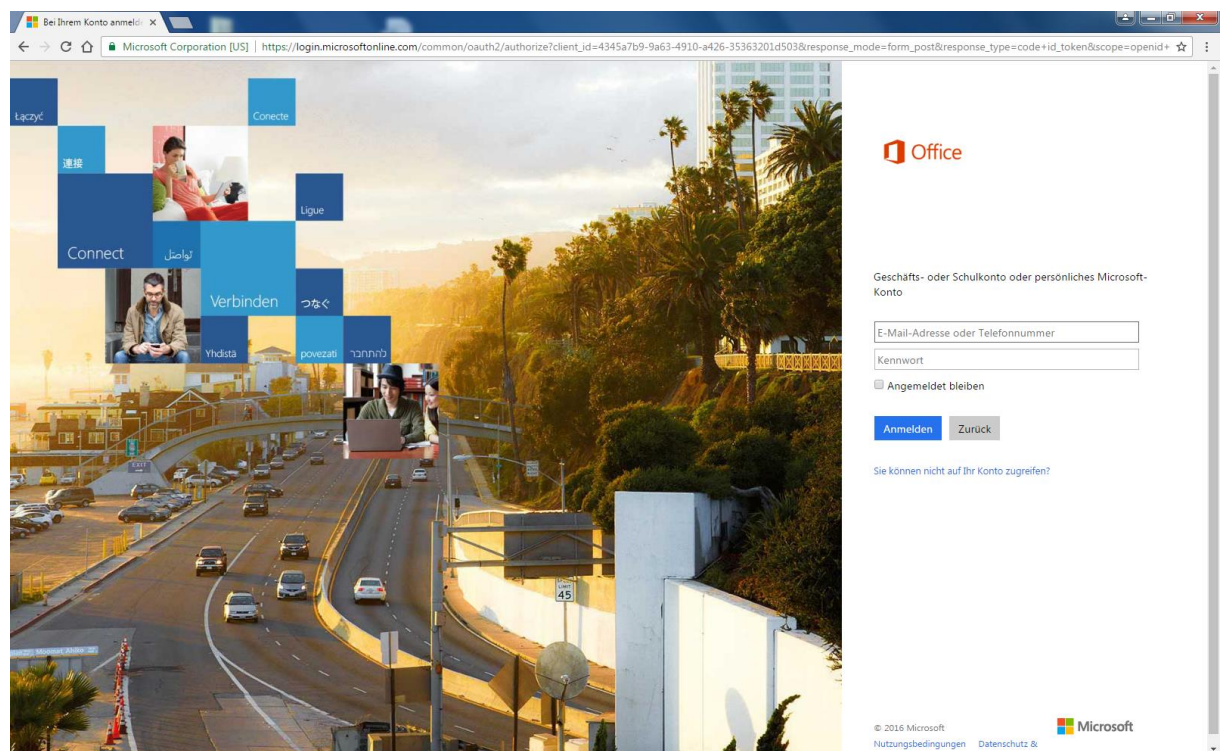 Bei Ihrem Konto anmelde
Microsoft Corporation [US] | https://login.microsoftonline.com/common/oauth2/authorize?client_id=4345a7b9-9a63-4910-a426-35363201d503&response_mode=form_post&response_type=code+id_token&scope=openid+
Łączyć
Conecte
連接
Ligue
Connect
تواصَل
Verbinden
つなぐ
Yhdistä
povezati
להתחבר
EXIT
LIMIT
45
Office
Geschäfts- oder Schulkonto oder persönliches Microsoft-
Konto
E-Mail-Adresse oder Telefonnummer
Kennwort
Angemeldet bleiben
Anmelden
Zurück
Sie können nicht auf Ihr Konto zugreifen?
© 2016 Microsoft
Microsoft
Nutzungsbedingungen Datenschutz &